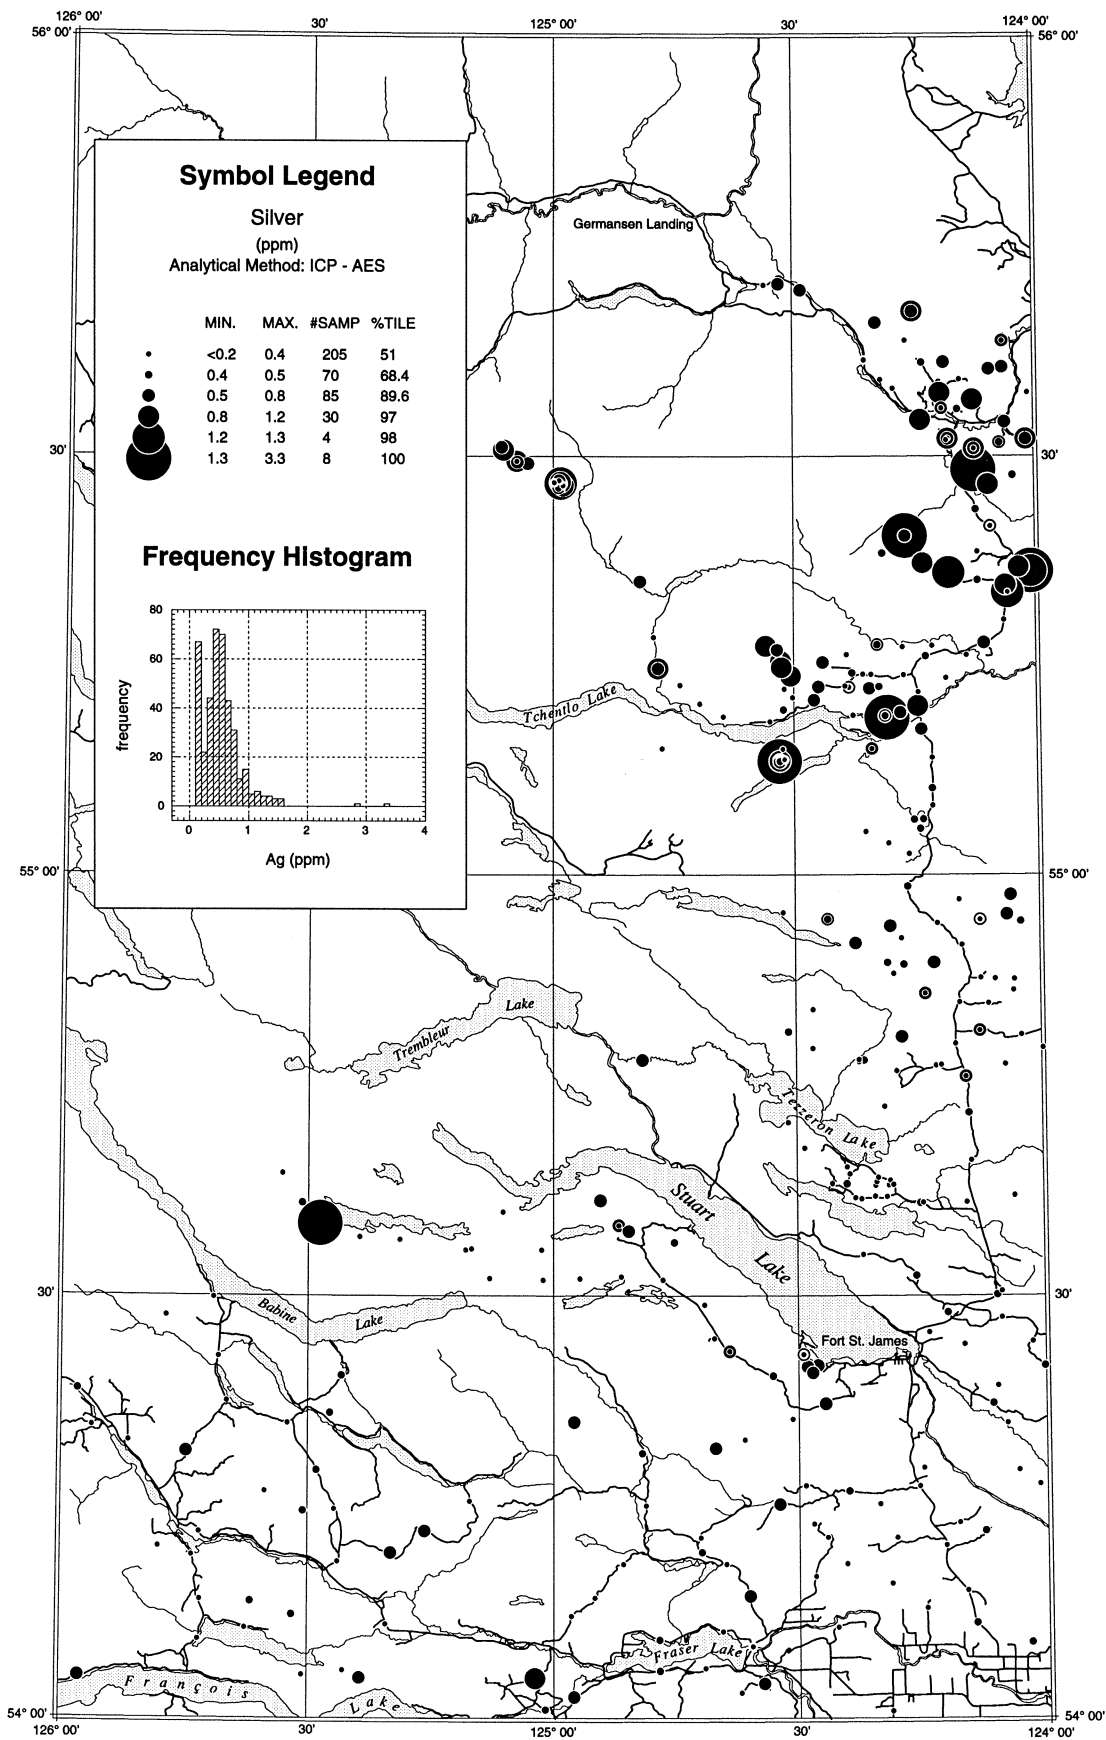 126° 00'
30'
125° 00'
30'
124° 00'
56° 00'
56° 00'
Symbol Legend
Silver
(ppm)
Analytical Method: ICP - AES
MIN. MAX. #SAMP %TILE
<0.2 0.4 205 51
0.4 0.5 70 68.4
0.5 0.8 85 89.6
0.8 1.2 30 97
1.2 1.3 4 98
1.3 3.3 8 100
Germansen Landing
30'
30'
Frequency Histogram
80
60
40
20
0
frequency
0 1 2 3 4
Ag (ppm)
Tchentlo Lake
55° 00'
55° 00'
Trembleur Lake
Tezzeron Lake
Stuart Lake
30'
30'
Babine Lake
Fort St. James
Fraser Lake
François Lake
54° 00'
54° 00'
126° 00'
30'
125° 00'
30'
124° 00'